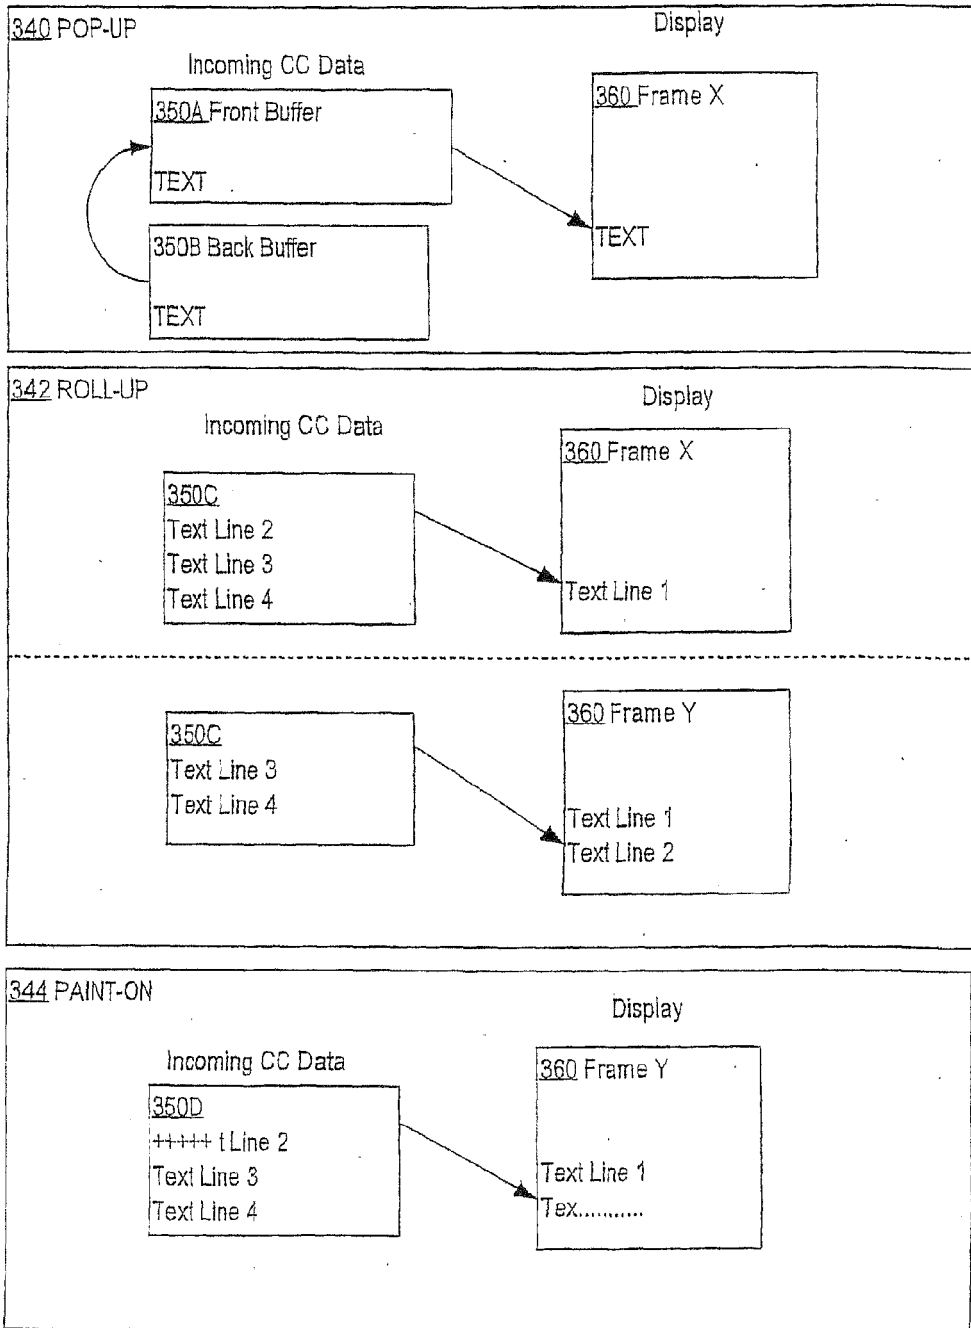 340 POP-UP
Display
Incoming CC Data
350A Front Buffer
TEXT
360 Frame X
TEXT
350B Back Buffer
TEXT
342 ROLL-UP
Display
Incoming CC Data
360 Frame X
350C
Text Line 2
Text Line 3
Text Line 4
Text Line 1
350C
Text Line 3
Text Line 4
360 Frame Y
Text Line 1
Text Line 2
344 PAINT-ON
Display
Incoming CC Data
360 Frame Y
350D
+++++ t Line 2
Text Line 3
Text Line 4
Text Line 1
Tex...........